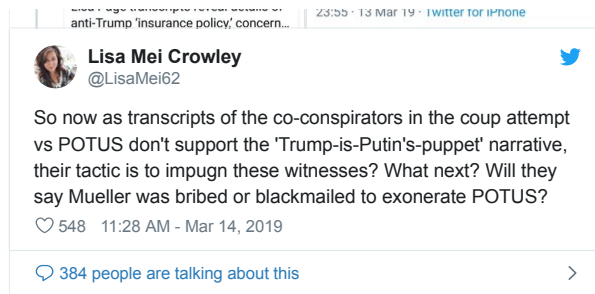 anti-Trump 'insurance policy,' concern...
23:55 · 13 Mar 19 · Twitter for iPhone
Lisa Mei Crowley
@LisaMei62
So now as transcripts of the co-conspirators in the coup attempt
vs POTUS don't support the 'Trump-is-Putin's-puppet' narrative,
their tactic is to impugn these witnesses? What next? Will they
say Mueller was bribed or blackmailed to exonerate POTUS?
548 11:28 AM - Mar 14, 2019
384 people are talking about this